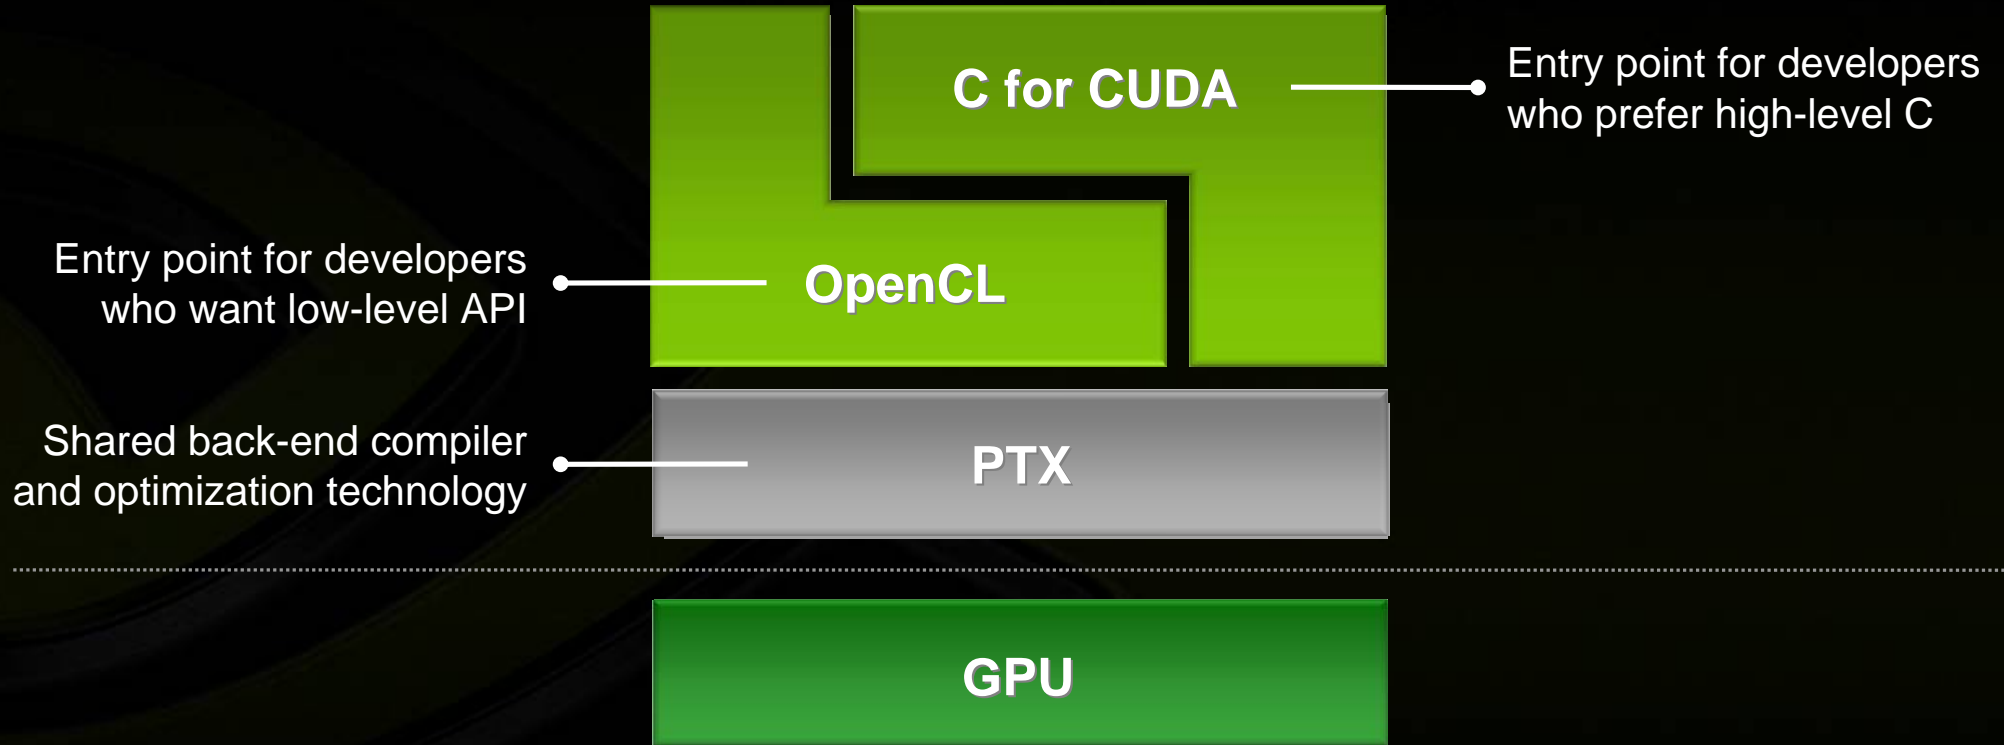 C for CUDA
Entry point for developers
who prefer high-level C
Entry point for developers
who want low-level API
OpenCL
Shared back-end compiler
and optimization technology
PTX
GPU